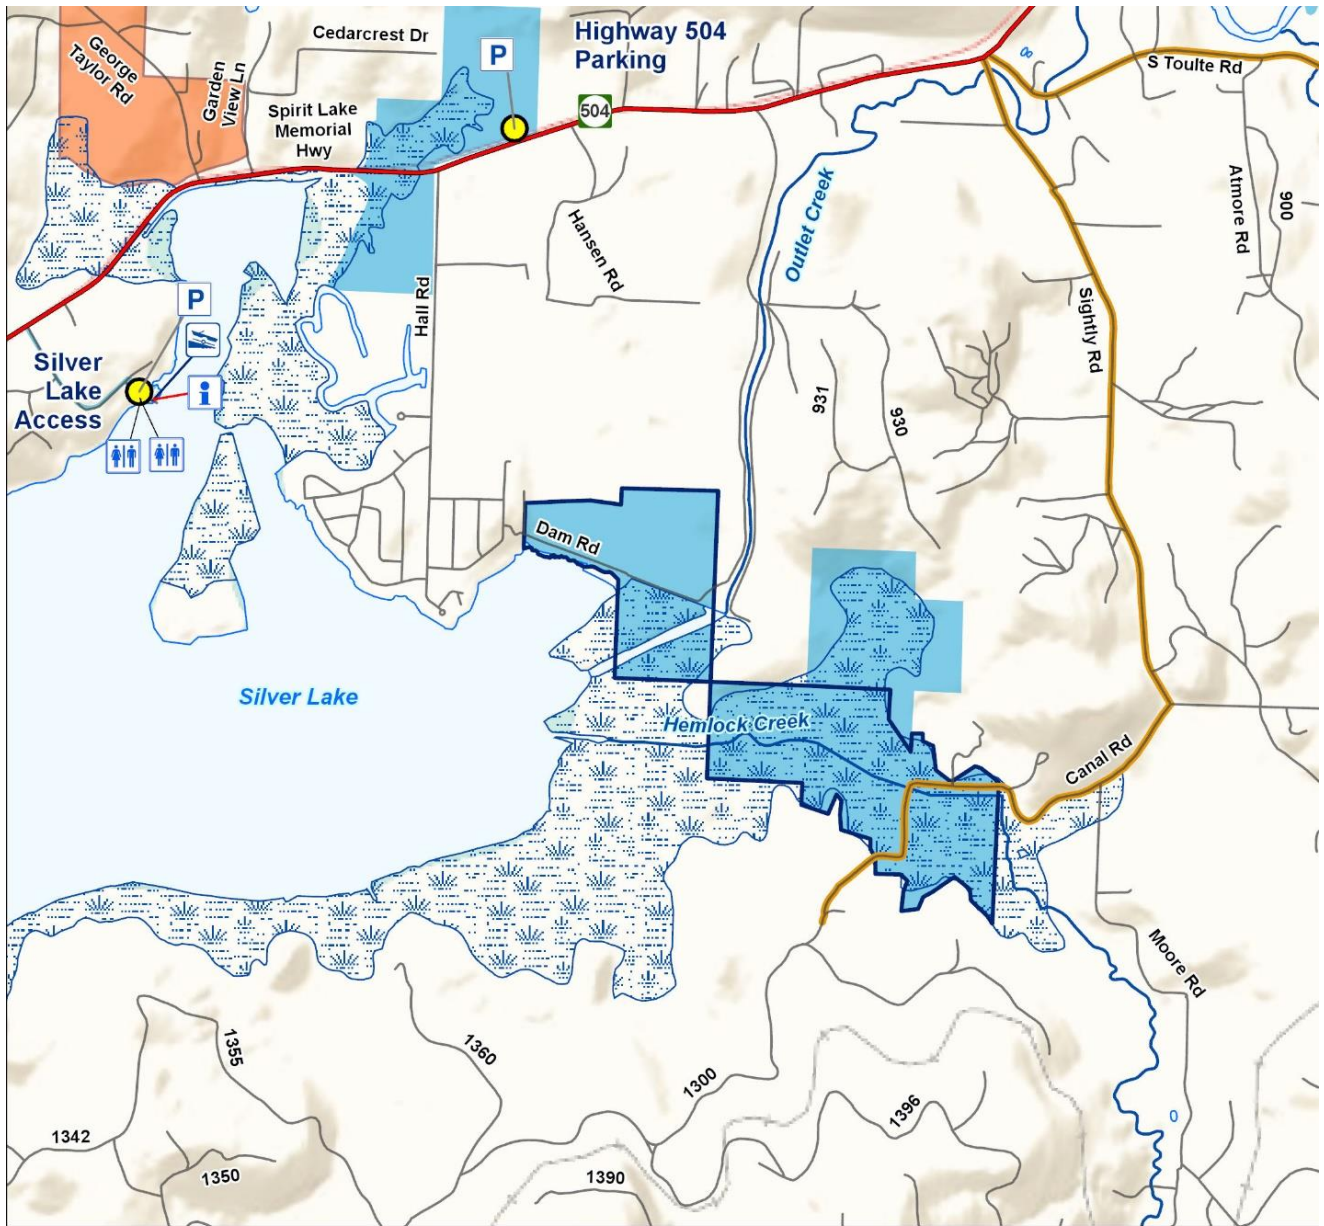 George
Taylor Rd
Garden
View Ln
Cedarcrest Dr
P
Highway 504
Parking
504
Spirit Lake
Memorial
Hwy
S Toulte Rd
Atmore Rd
900
Outlet Creek
Hansen Rd
Hall Rd
Sightly Rd
P
Silver
Lake
Access
i
931
930
Dam Rd
Silver Lake
Hemlock Creek
Canal Rd
Moore Rd
1355
1360
1300
1396
1342
1350
1390